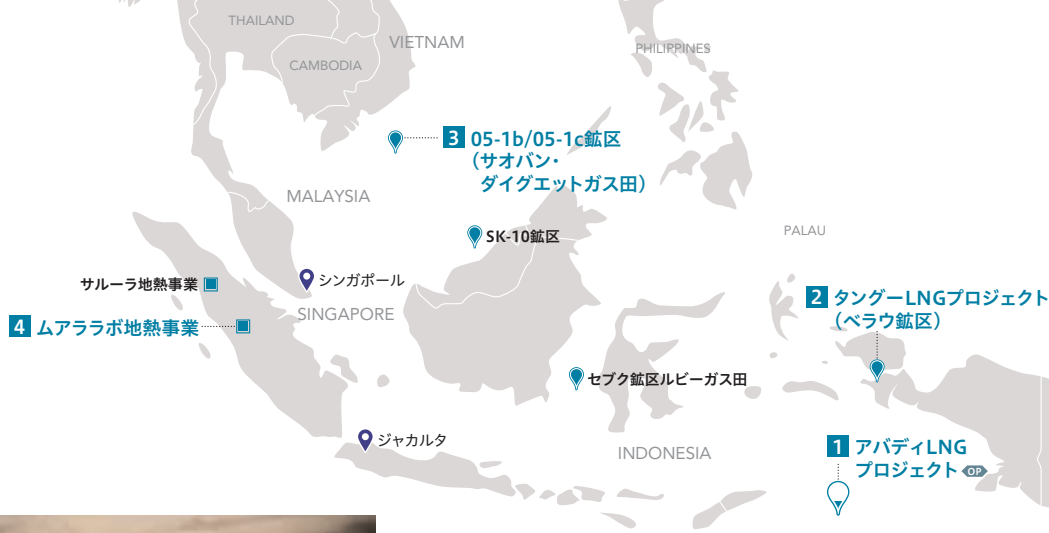 THAILAND
VIETNAM
PHILIPPINES
CAMBODIA
3 05-1b/05-1c鉱区
（サオバン・
ダイグエットガス田）
MALAYSIA
PALAU
SK-10鉱区
サルーラ地熱事業
シンガポール
SINGAPORE
2 タングーLNGプロジェクト
（ベラウ鉱区）
4 ムアララボ地熱事業
セブク鉱区ルビーガス田
ジャカルタ
INDONESIA
1 アバディLNG
プロジェクト OP